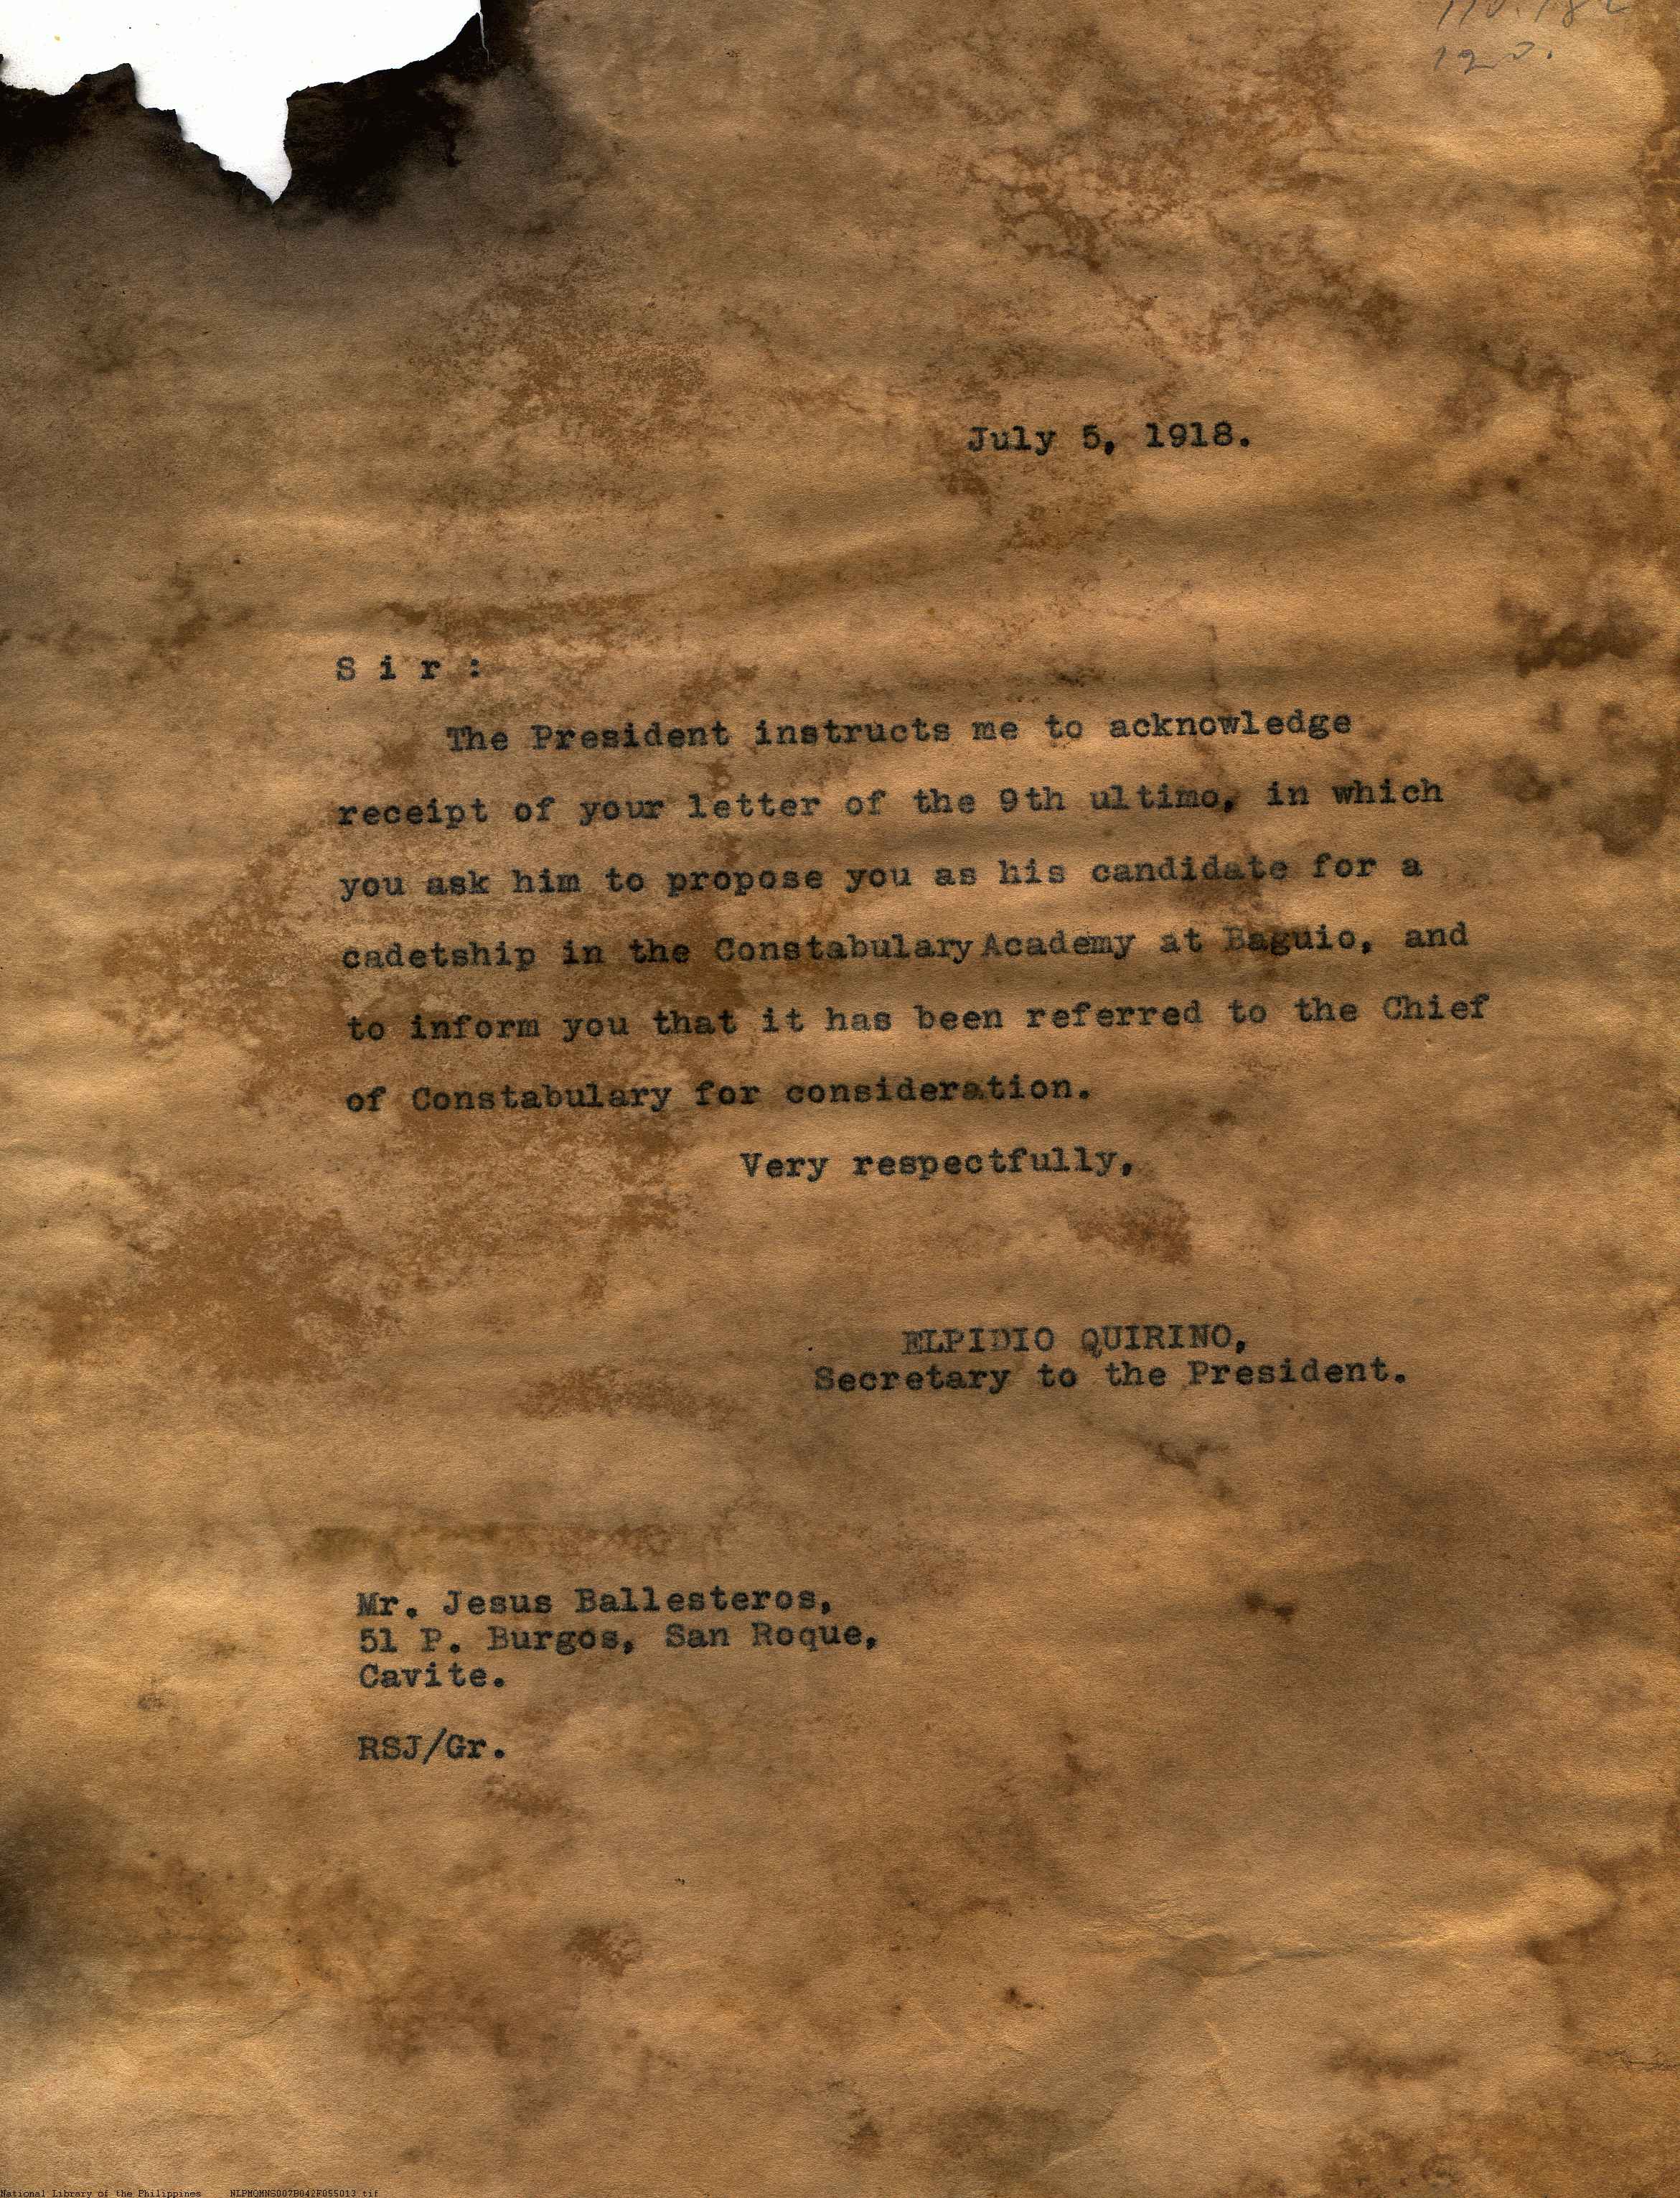 120.
July 5, 1918.
S i r :
The President instructs me to acknowledge
receipt of your letter of the 9th ultimo, in which
you ask him to propose you as his candidate for a
cadetship in the Constabulary Academy at Baguio, and
to inform you that it has been referred to the Chief
of Constabulary for consideration.
Very respectfully,
ELPIDIO QUIRINO,
Secretary to the President.
Mr. Jesus Ballesteros,
51 P. Burgos, San Roque,
Cavite.
RSJ/Gr.
National Library of the Philippines NLPMQMNS007B042F055013.tif